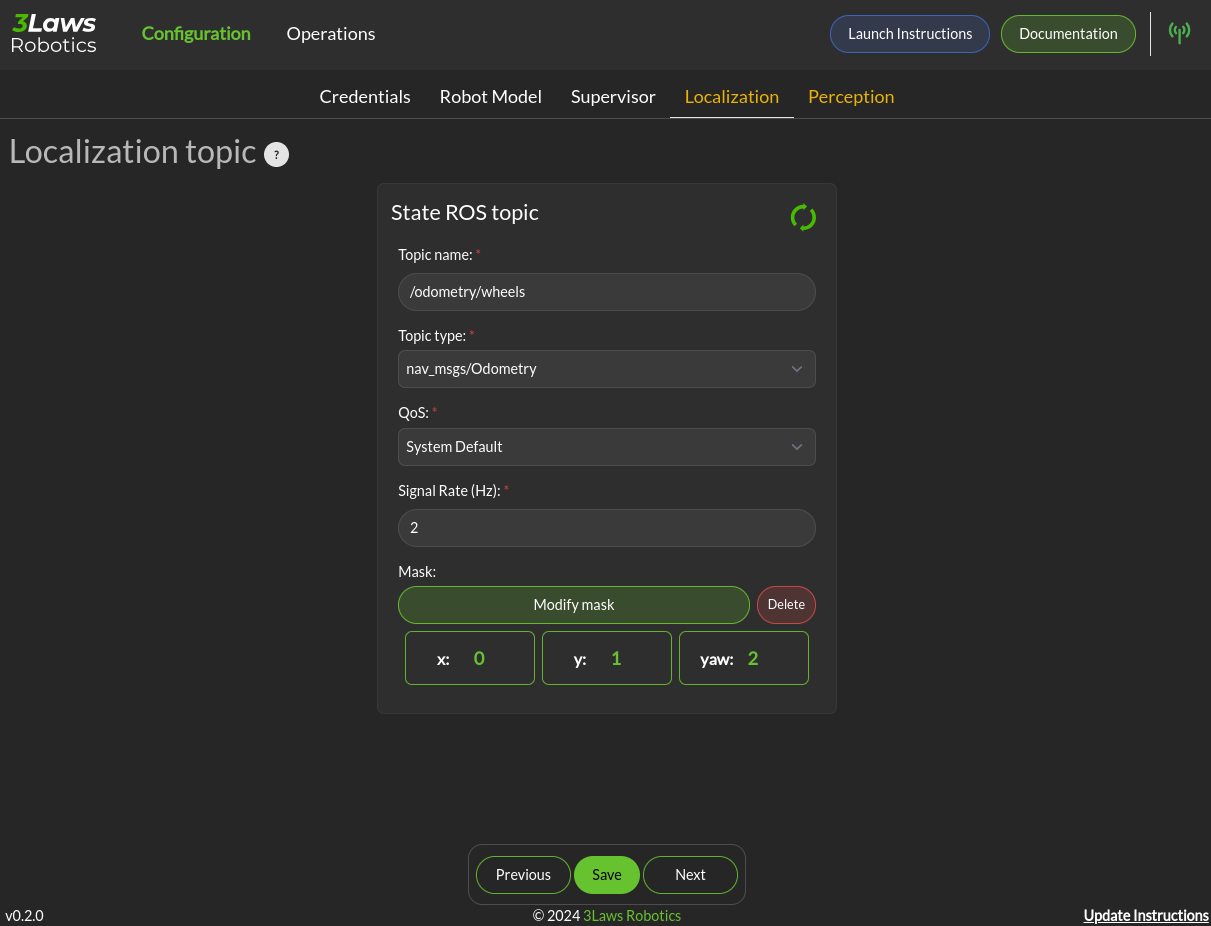 3Laws
Robotics
Configuration
Operations
Launch Instructions
Documentation
Credentials
Robot Model
Supervisor
Localization
Perception
Localization topic ?
State ROS topic
Topic name: *
/odometry/wheels
Topic type: *
nav_msgs/Odometry
QoS: *
System Default
Signal Rate (Hz): *
2
Mask:
Modify mask
Delete
x: 0
y: 1
yaw: 2
Previous
Save
Next
v0.2.0
© 2024 3Laws Robotics
Update Instructions